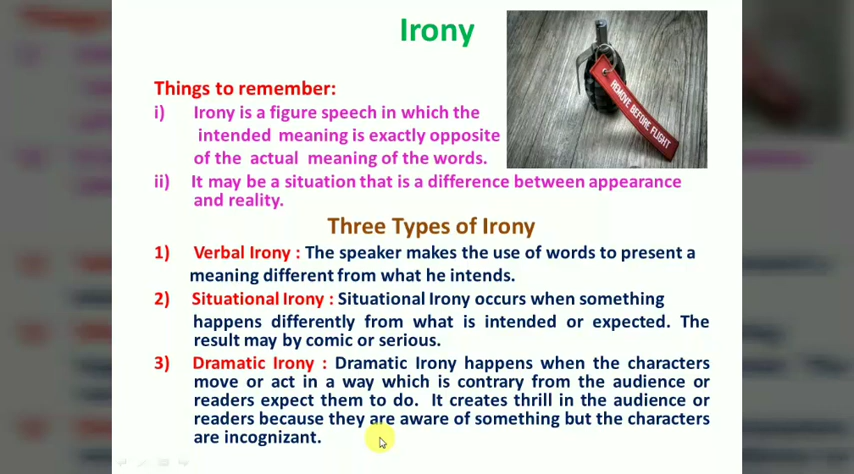 Irony
REMOVE BEFORE FLIGHT
Things to remember:
i) Irony is a figure speech in which the
intended meaning is exactly opposite
of the actual meaning of the words.
ii) It may be a situation that is a difference between appearance
and reality.
Three Types of Irony
1) Verbal Irony : The speaker makes the use of words to present a
meaning different from what he intends.
2) Situational Irony : Situational Irony occurs when something
happens differently from what is intended or expected. The
result may by comic or serious.
3) Dramatic Irony : Dramatic Irony happens when the characters
move or act in a way which is contrary from the audience or
readers expect them to do. It creates thrill in the audience or
readers because they are aware of something but the characters
are incognizant.